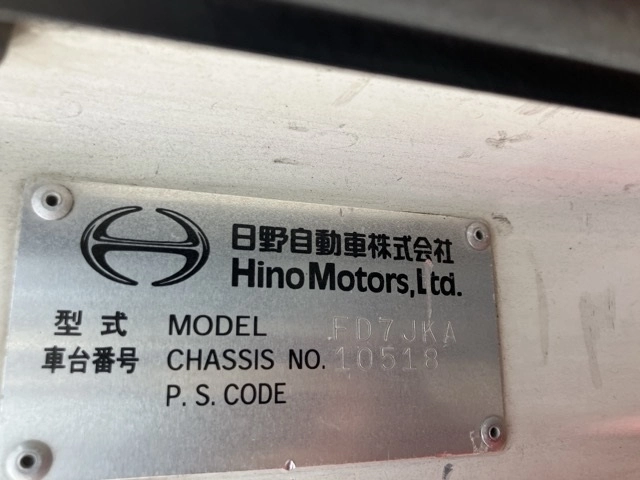 日野自動車株式会社
Hino Motors, Ltd.
型式 MODEL FD7JKA
車台番号 CHASSIS NO. 10518
P. S. CODE